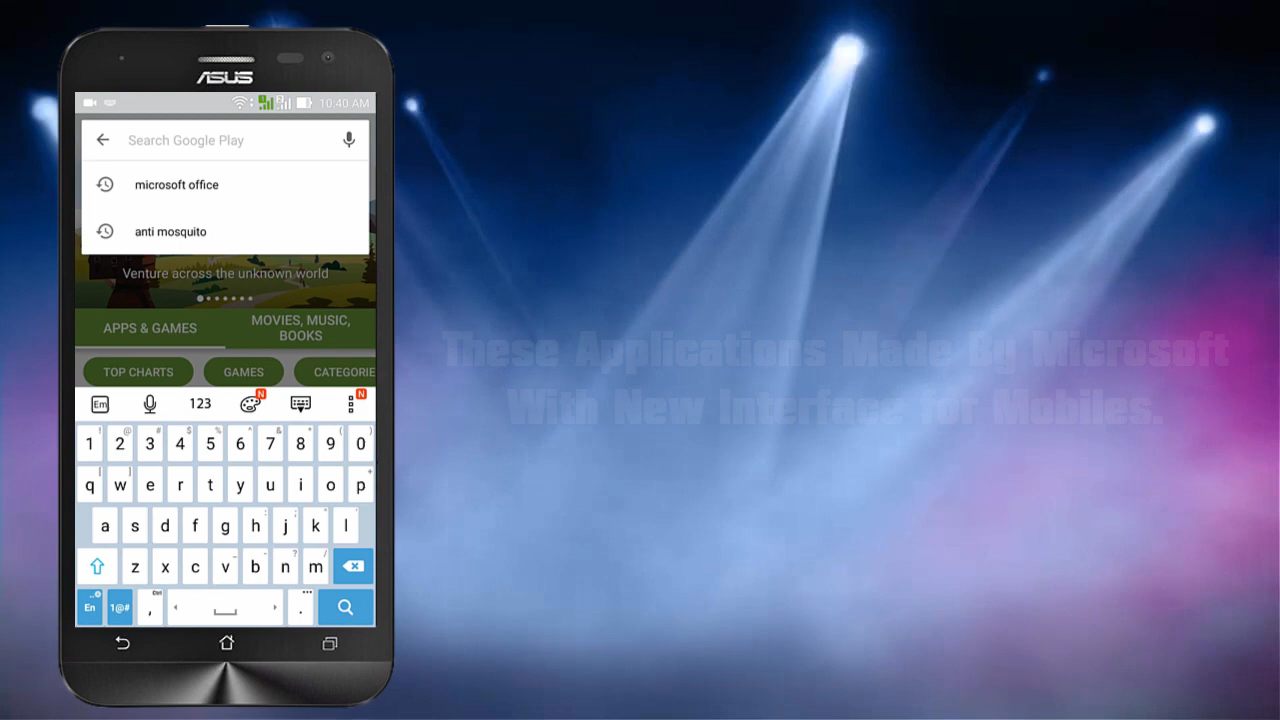 ASUS
10:40 AM
Search Google Play
microsoft office
anti mosquito
Venture across the unknown world
APPS & GAMES
MOVIES, MUSIC,
BOOKS
TOP CHARTS
GAMES
CATEGORIE
These Applications Made By Microsoft
With New Interface for Mobiles.
Em
123
N
N
1 2 3 4 5 6 7 8 9 0
q w e r t y u i o p
a s d f g h j k l
z x c v b n m
En 1@# , Ctrl .